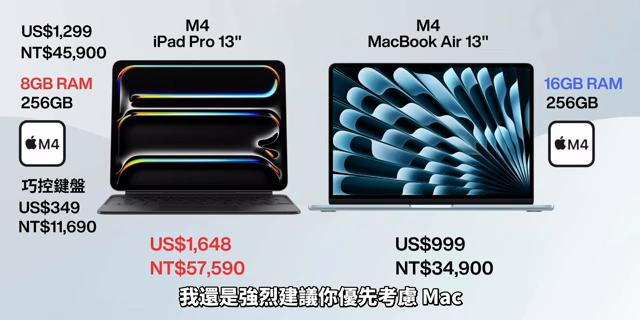 US$1,299
NT$45,900
8GB RAM
256GB
M4
巧控鍵盤
US$349
NT$11,690
M4
iPad Pro 13"
US$1,648
NT$57,590
M4
MacBook Air 13"
US$999
NT$34,900
16GB RAM
256GB
M4
我還是強烈建議你優先考慮 Mac